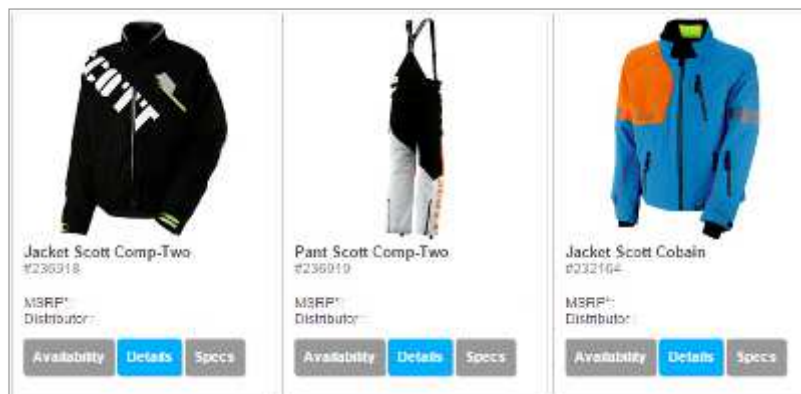 SCOTT
Jacket Scott Comp-Two
#236918
MSRP*:
Distributor:
Availability Details Specs
Pant Scott Comp-Two
#236919
MSRP*:
Distributor:
Availability Details Specs
Jacket Scott Cobain
#232164
MSRP*:
Distributor:
Availability Details Specs